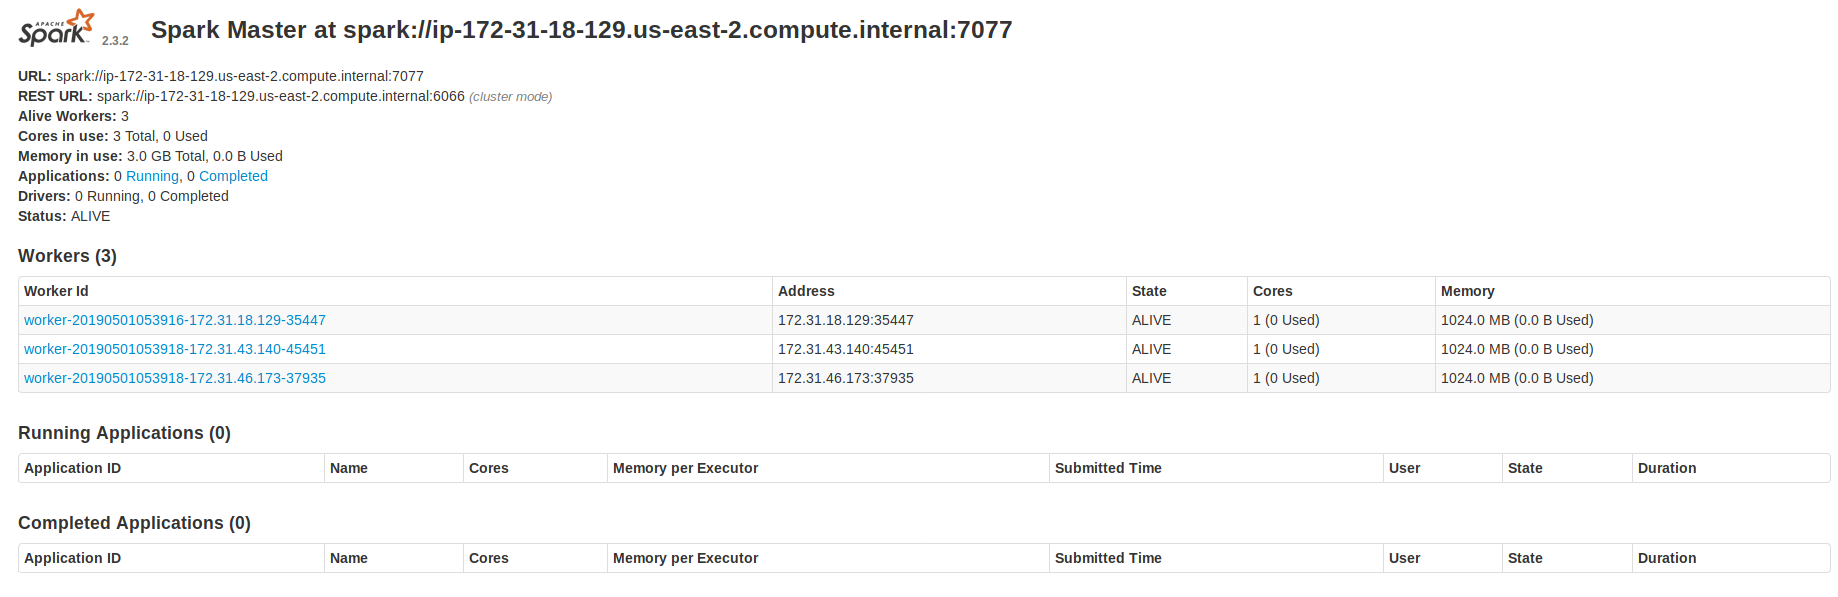 APACHE Spark 2.3.2 Spark Master at spark://ip-172-31-18-129.us-east-2.compute.internal:7077
URL: spark://ip-172-31-18-129.us-east-2.compute.internal:7077
REST URL: spark://ip-172-31-18-129.us-east-2.compute.internal:6066 (cluster mode)
Alive Workers: 3
Cores in use: 3 Total, 0 Used
Memory in use: 3.0 GB Total, 0.0 B Used
Applications: 0 Running, 0 Completed
Drivers: 0 Running, 0 Completed
Status: ALIVE
Workers (3)
Worker Id Address State Cores Memory
worker-20190501053916-172.31.18.129-35447 172.31.18.129:35447 ALIVE 1 (0 Used) 1024.0 MB (0.0 B Used)
worker-20190501053918-172.31.43.140-45451 172.31.43.140:45451 ALIVE 1 (0 Used) 1024.0 MB (0.0 B Used)
worker-20190501053918-172.31.46.173-37935 172.31.46.173:37935 ALIVE 1 (0 Used) 1024.0 MB (0.0 B Used)
Running Applications (0)
Application ID Name Cores Memory per Executor Submitted Time User State Duration
Completed Applications (0)
Application ID Name Cores Memory per Executor Submitted Time User State Duration